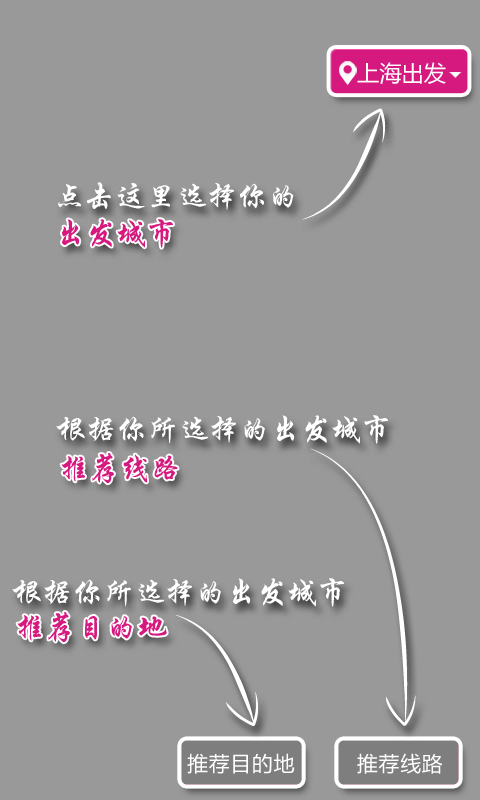 上海出发
点击这里选择你的
出发城市
根据你所选择的出发城市
推荐线路
根据你所选择的出发城市
推荐目的地
推荐目的地
推荐线路